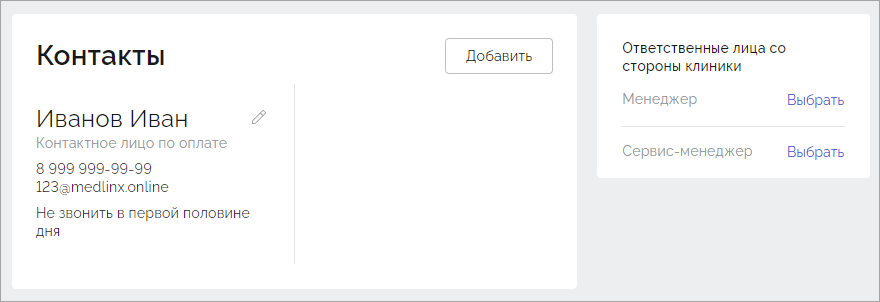 Контакты
Добавить
Иванов Иван
Контактное лицо по оплате
8 999 999-99-99
123@medlinx.online
Не звонить в первой половине
дня
Ответственные лица со
стороны клиники
Менеджер Выбрать
Сервис-менеджер Выбрать